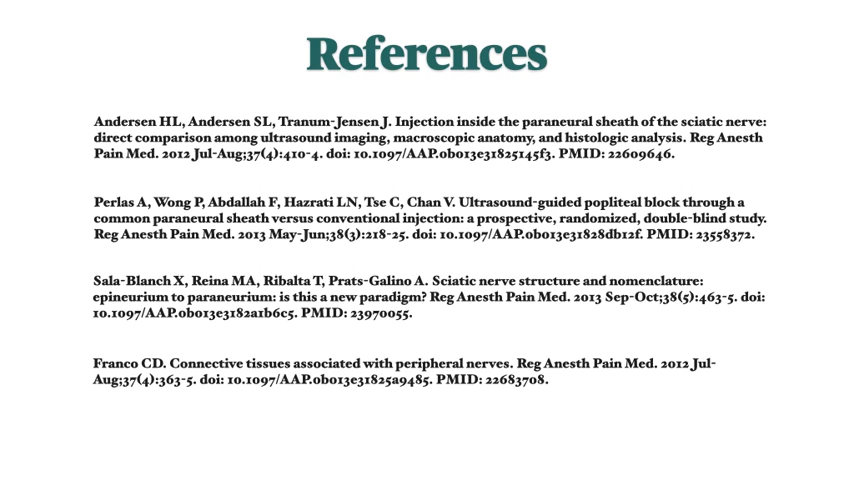 References
Andersen HL, Andersen SL, Tranum-Jensen J. Injection inside the paraneural sheath of the sciatic nerve:
direct comparison among ultrasound imaging, macroscopic anatomy, and histologic analysis. Reg Anesth
Pain Med. 2012 Jul-Aug;37(4):410-4. doi: 10.1097/AAP.0b013e31825145f3. PMID: 22609646.
Perlas A, Wong P, Abdallah F, Hazrati LN, Tse C, Chan V. Ultrasound-guided popliteal block through a
common paraneural sheath versus conventional injection: a prospective, randomized, double-blind study.
Reg Anesth Pain Med. 2013 May-Jun;38(3):218-25. doi: 10.1097/AAP.0b013e31828db12f. PMID: 23558372.
Sala-Blanch X, Reina MA, Ribalta T, Prats-Galino A. Sciatic nerve structure and nomenclature:
epineurium to paraneurium: is this a new paradigm? Reg Anesth Pain Med. 2013 Sep-Oct;38(5):463-5. doi:
10.1097/AAP.0b013e3182a1b6c5. PMID: 23970055.
Franco CD. Connective tissues associated with peripheral nerves. Reg Anesth Pain Med. 2012 Jul-
Aug;37(4):363-5. doi: 10.1097/AAP.0b013e31825a9485. PMID: 22683708.